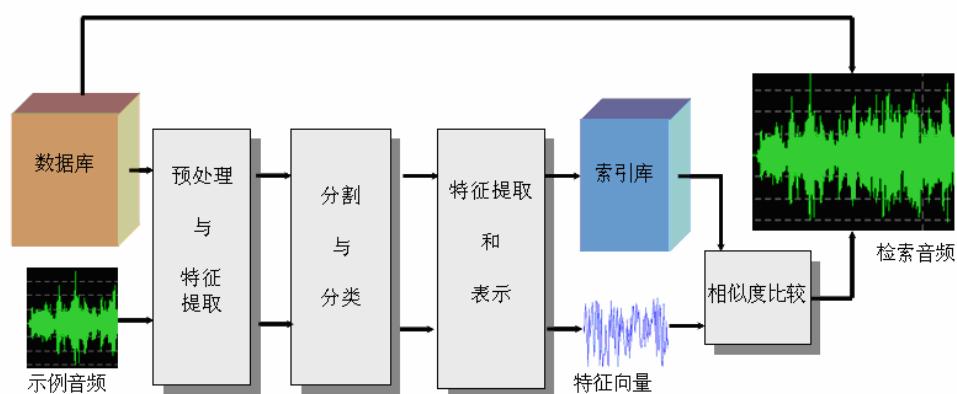 数据库
预处理
与
特征
提取
分割
与
分类
特征提取
和
表示
索引库
检索音频
相似度比较
示例音频
特征向量